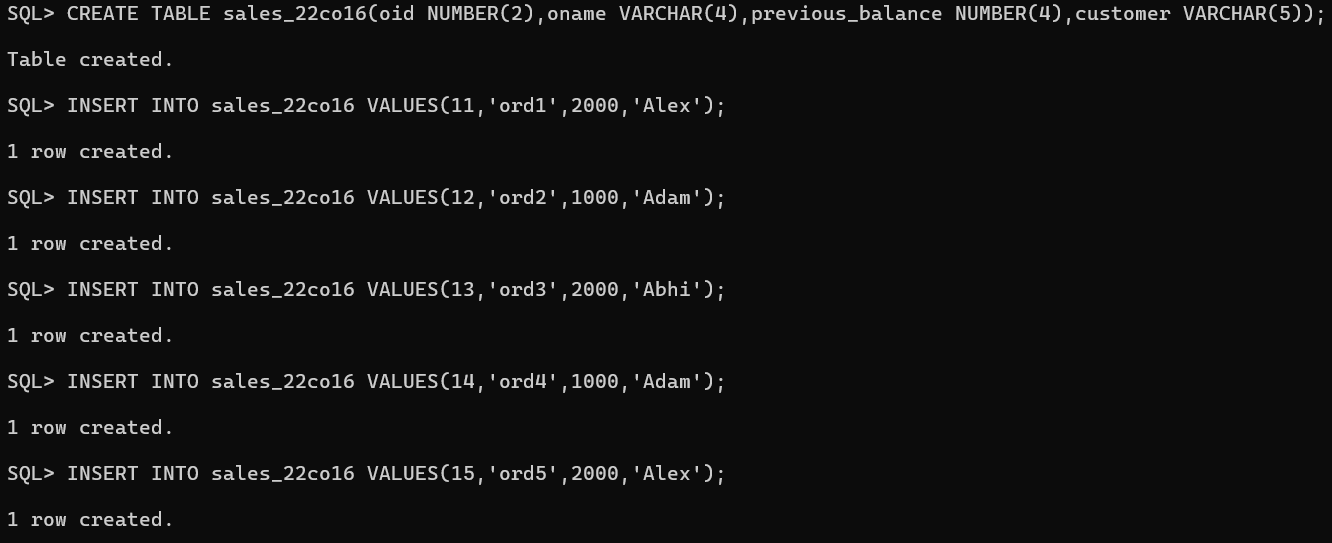 SQL> CREATE TABLE sales_22co16(oid NUMBER(2),oname VARCHAR(4),previous_balance NUMBER(4),customer VARCHAR(5));
Table created.
SQL> INSERT INTO sales_22co16 VALUES(11,'ord1',2000,'Alex');
1 row created.
SQL> INSERT INTO sales_22co16 VALUES(12,'ord2',1000,'Adam');
1 row created.
SQL> INSERT INTO sales_22co16 VALUES(13,'ord3',2000,'Abhi');
1 row created.
SQL> INSERT INTO sales_22co16 VALUES(14,'ord4',1000,'Adam');
1 row created.
SQL> INSERT INTO sales_22co16 VALUES(15,'ord5',2000,'Alex');
1 row created.